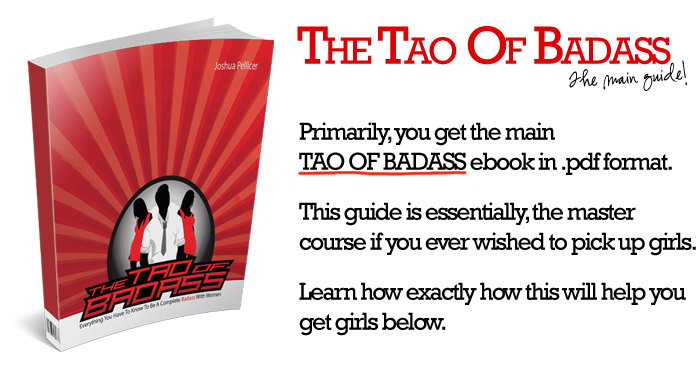 THE TAO OF BADASS
the main guide!
Joshua Pellicer
THE TAO OF
BADASS
Everything You Have To Know To Be A Complete Badass With Women
Primarily, you get the main
TAO OF BADASS ebook in .pdf format.
This guide is essentially, the master
course if you ever wished to pick up girls.
Learn how exactly how this will help you
get girls below.